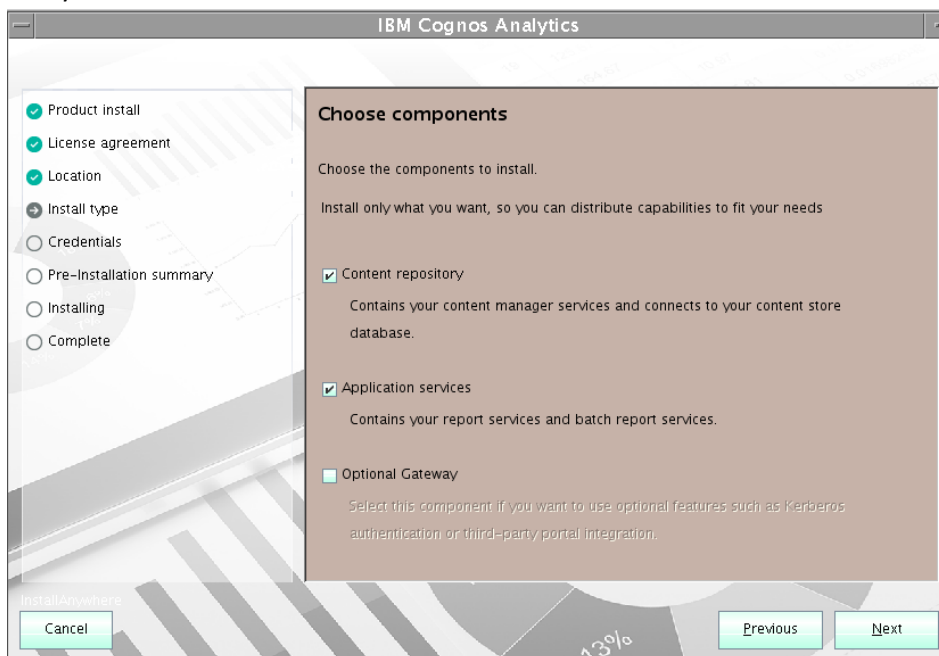 IBM Cognos Analytics
Product install
License agreement
Location
Install type
Credentials
Pre-Installation summary
Installing
Complete
Choose components
Choose the components to install.
Install only what you want, so you can distribute capabilities to fit your needs
Content repository
Contains your content manager services and connects to your content store
database.
Application services
Contains your report services and batch report services.
Optional Gateway
Select this component if you want to use optional features such as Kerberos
authentication or third-party portal integration.
InstallAnywhere
Cancel
13%
Previous
Next